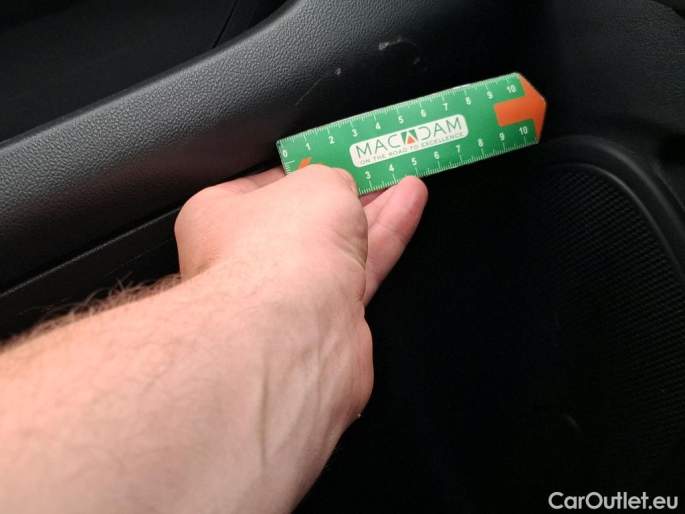 0 1 2 3 4 5 6 7 8 9 10
MACADAM
ON THE ROAD TO EXCELLENCE
3 4 5 6 7 8 9 10
CarOutlet.eu